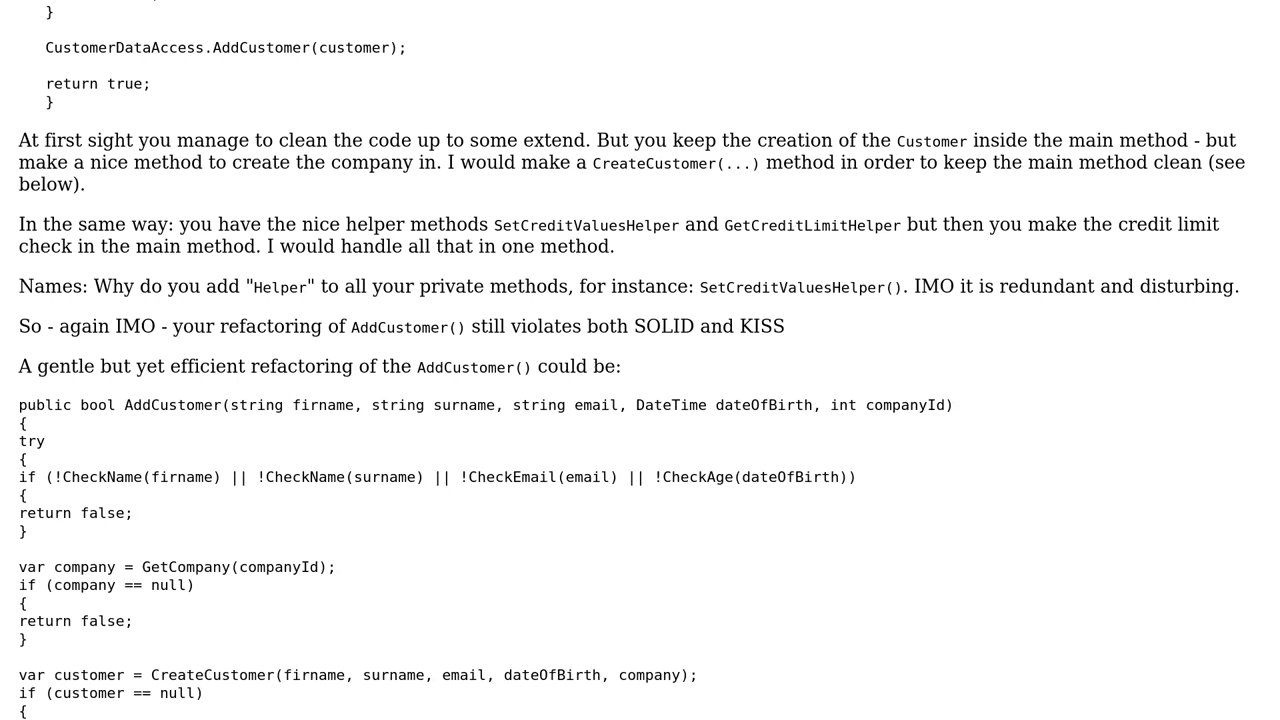 }
CustomerDataAccess.AddCustomer(customer);
return true;
}
At first sight you manage to clean the code up to some extend. But you keep the creation of the Customer inside the main method - but
make a nice method to create the company in. I would make a CreateCustomer(...) method in order to keep the main method clean (see
below).
In the same way: you have the nice helper methods SetCreditValuesHelper and GetCreditLimitHelper but then you make the credit limit
check in the main method. I would handle all that in one method.
Names: Why do you add "Helper" to all your private methods, for instance: SetCreditValuesHelper(). IMO it is redundant and disturbing.
So - again IMO - your refactoring of AddCustomer() still violates both SOLID and KISS
A gentle but yet efficient refactoring of the AddCustomer() could be:
public bool AddCustomer(string firname, string surname, string email, DateTime dateOfBirth, int companyId)
{
try
{
if (!CheckName(firname) || !CheckName(surname) || !CheckEmail(email) || !CheckAge(dateOfBirth))
{
return false;
}
var company = GetCompany(companyId);
if (company == null)
{
return false;
}
var customer = CreateCustomer(firname, surname, email, dateOfBirth, company);
if (customer == null)
{